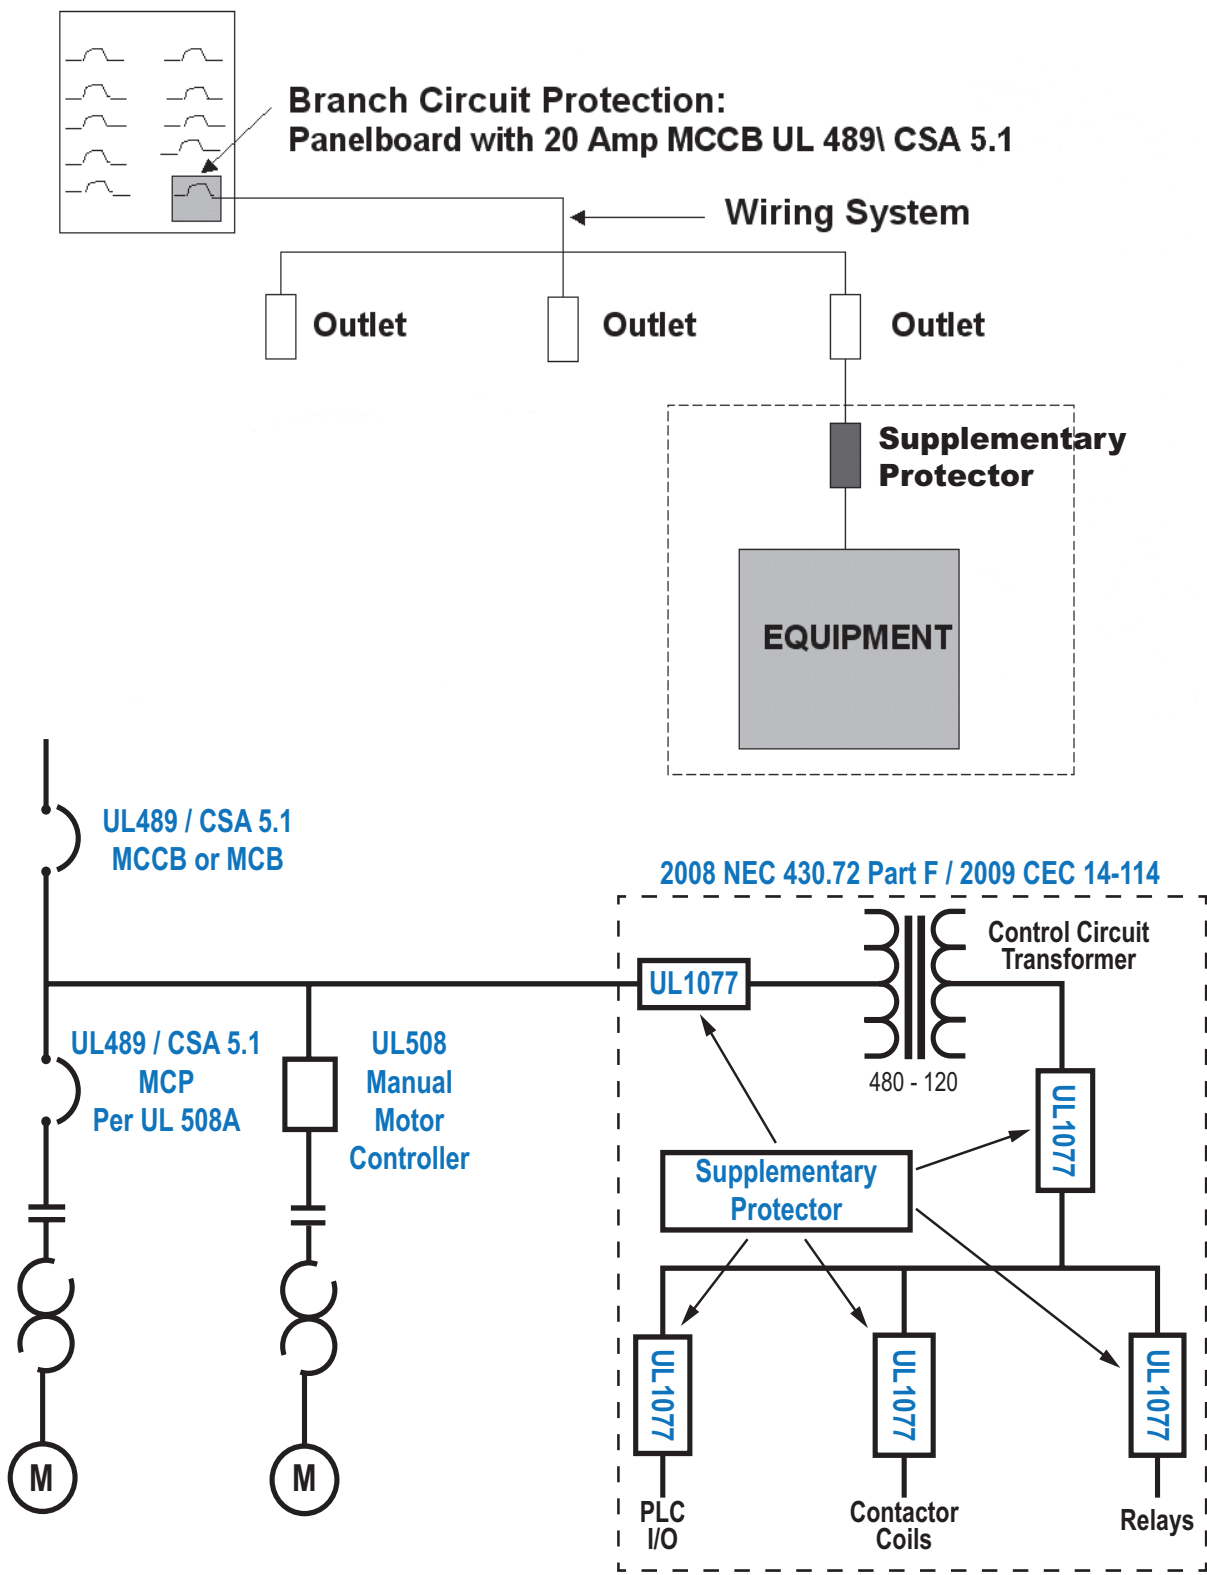 Branch Circuit Protection:
Panelboard with 20 Amp MCCB UL 489\ CSA 5.1
Wiring System
Outlet
Outlet
Outlet
Supplementary
Protector
EQUIPMENT
UL489 / CSA 5.1
MCCB or MCB
2008 NEC 430.72 Part F / 2009 CEC 14-114
Control Circuit
Transformer
UL1077
480 - 120
UL489 / CSA 5.1
MCP
Per UL 508A
UL508
Manual
Motor
Controller
UL1077
Supplementary
Protector
UL1077
UL1077
UL1077
M
M
PLC
I/O
Contactor
Coils
Relays